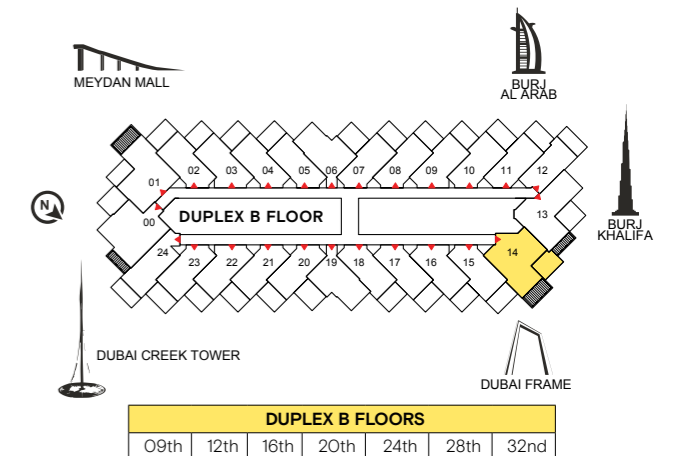 MEYDAN MALL
BURJ
AL ARAB
BURJ
KHALIFA
N
01 02 03 04 05 06 07 08 09 10 11 12
00 DUPLEX B FLOOR 13
24 23 22 21 20 19 18 17 16 15 14
DUBAI CREEK TOWER
DUBAI FRAME
DUPLEX B FLOORS
09th 12th 16th 20th 24th 28th 32nd